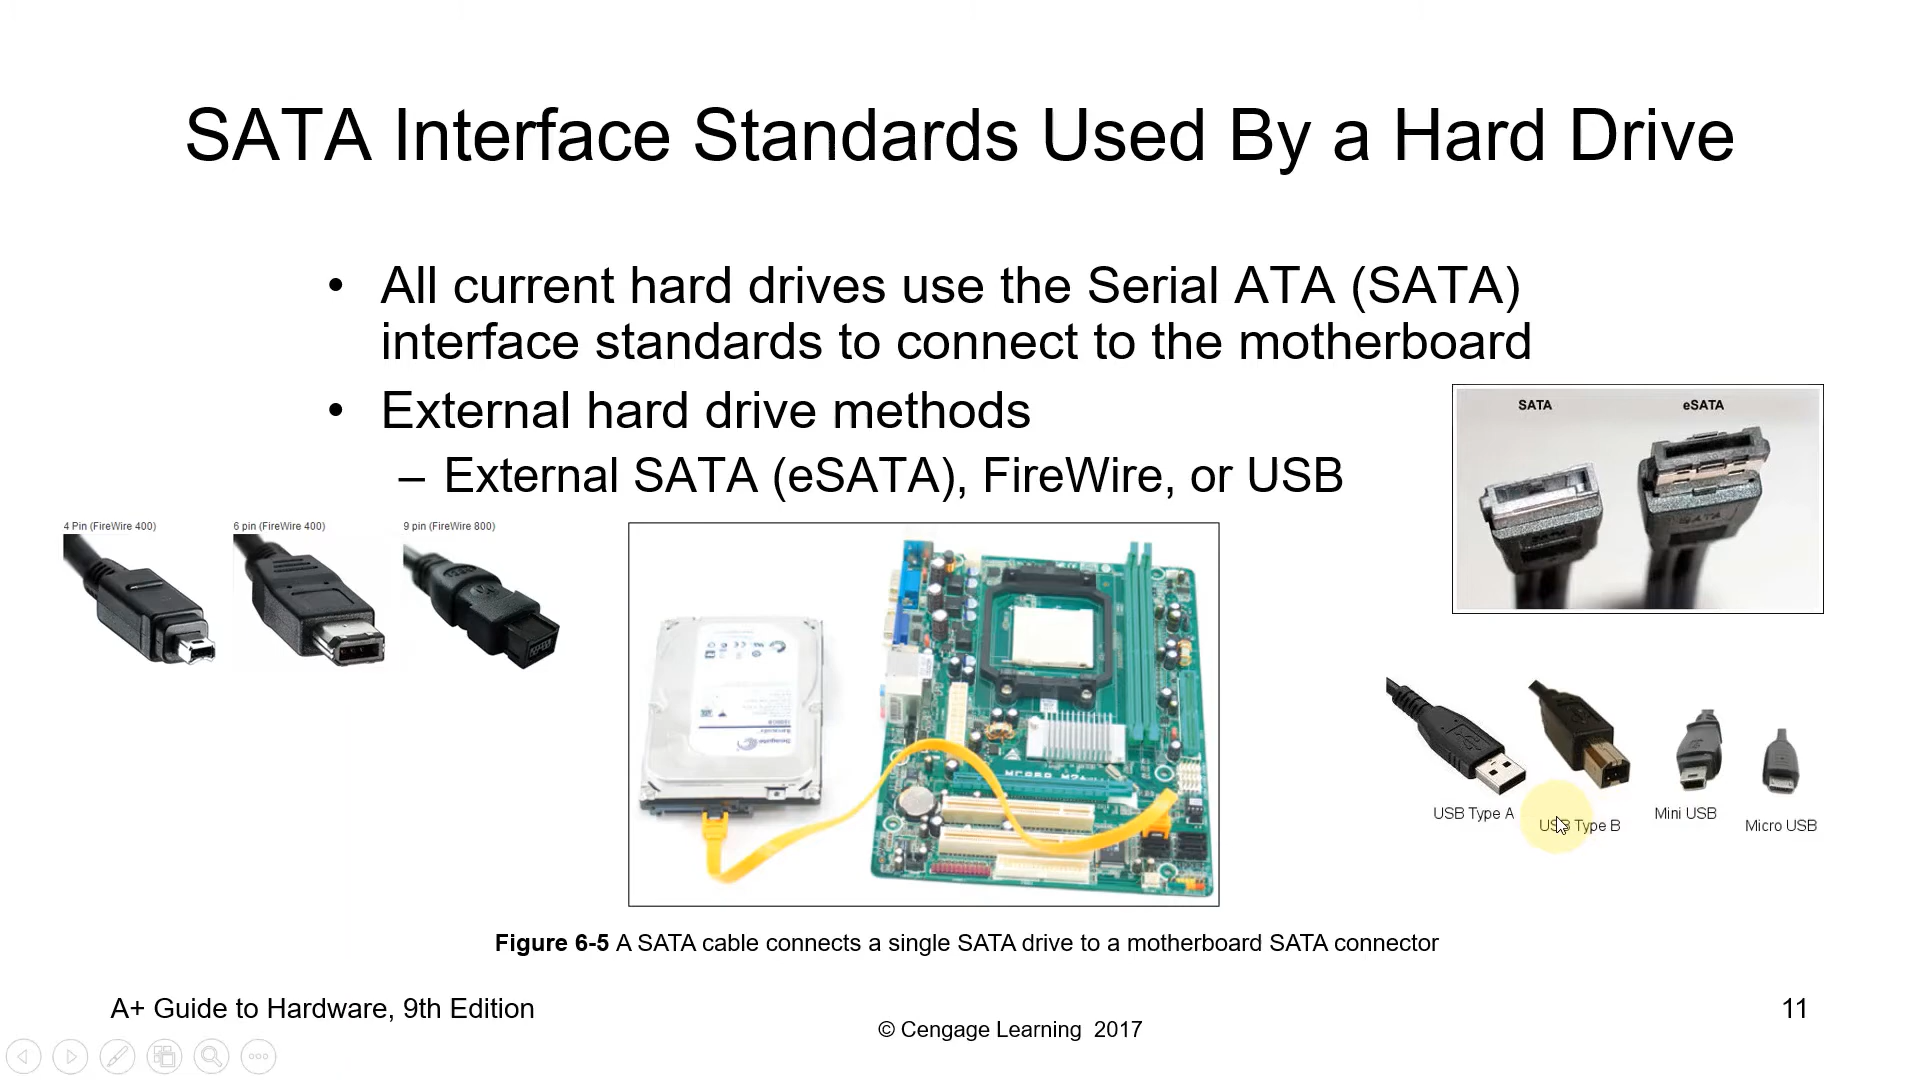 SATA Interface Standards Used By a Hard Drive
• All current hard drives use the Serial ATA (SATA)
interface standards to connect to the motherboard
• External hard drive methods
– External SATA (eSATA), FireWire, or USB
SATA
eSATA
4 Pin (FireWire 400)
6 pin (FireWire 400)
9 pin (FireWire 800)
USB Type A
USB Type B
Mini USB
Micro USB
Figure 6-5 A SATA cable connects a single SATA drive to a motherboard SATA connector
A+ Guide to Hardware, 9th Edition
© Cengage Learning 2017
11